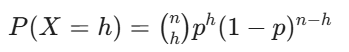 P(X = h) = \binom{n}{h} p^h (1 − p)^{n−h}